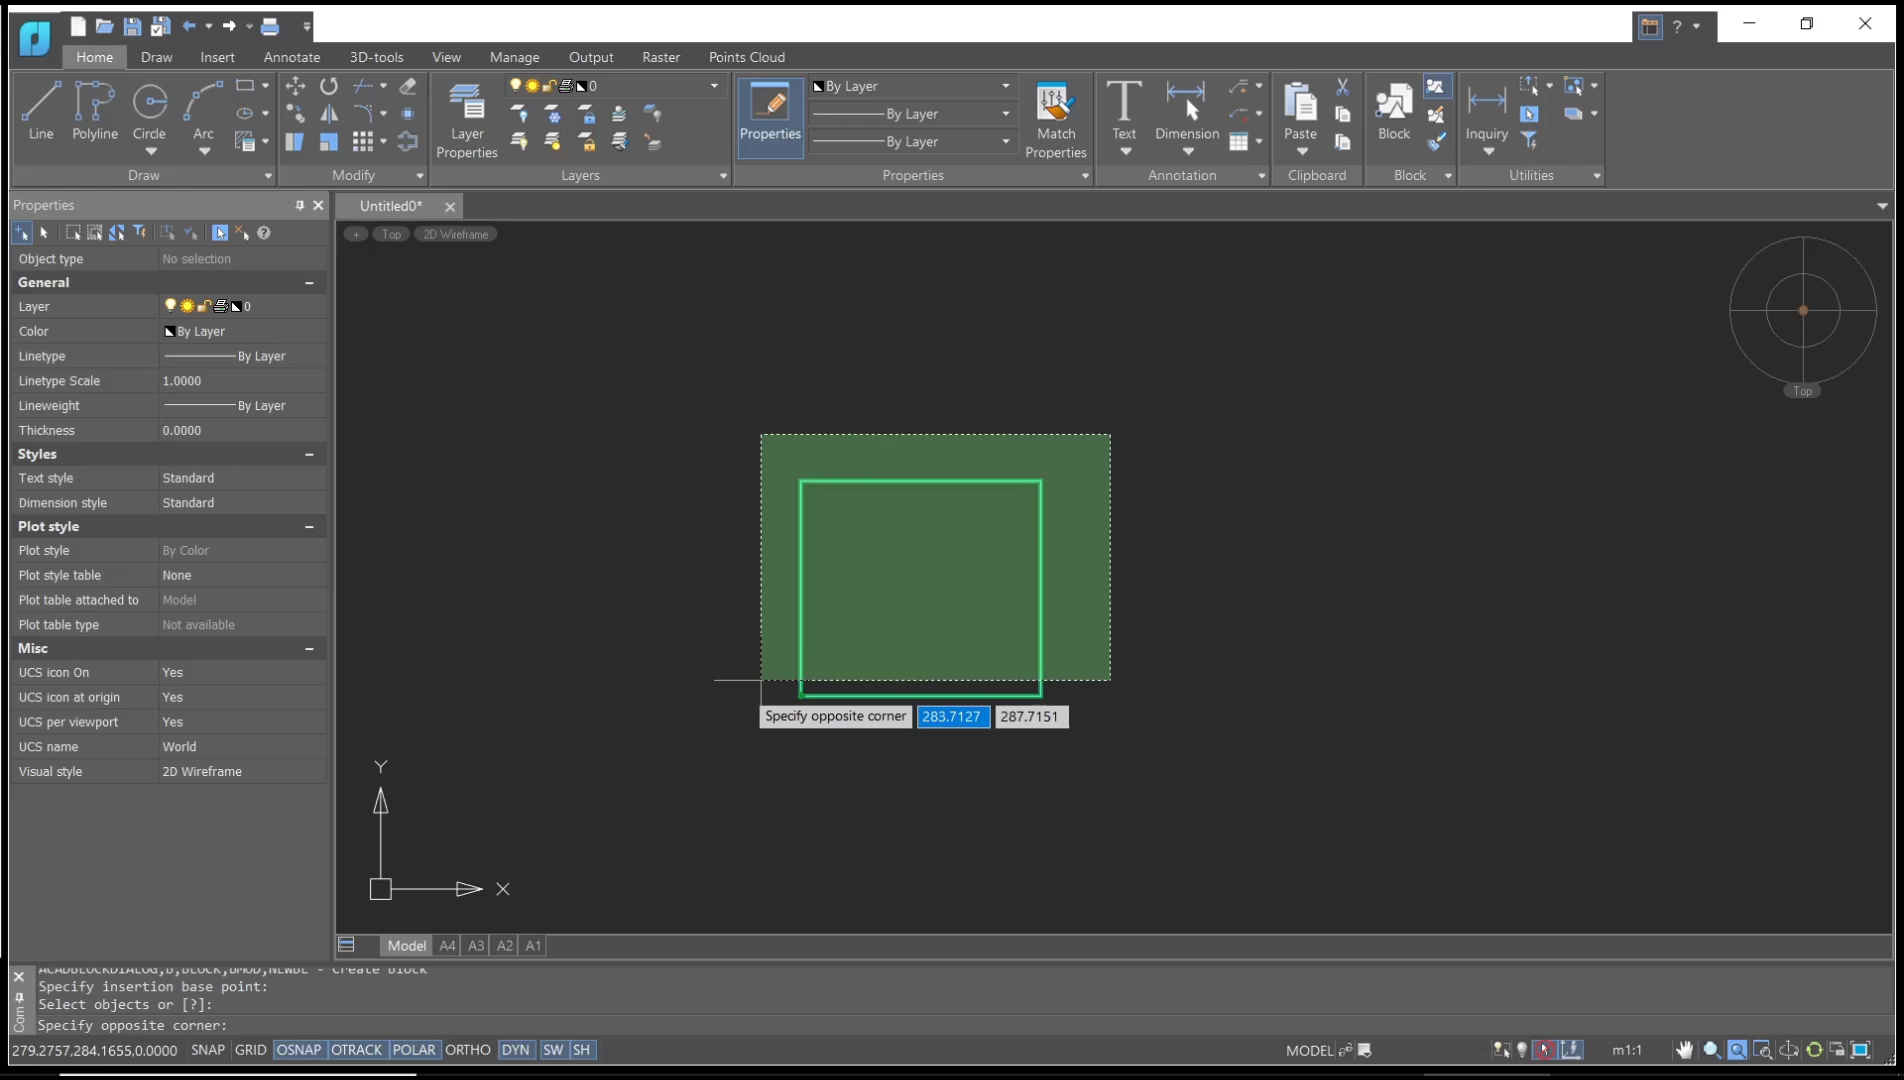 ?
Home Draw Insert Annotate 3D-tools View Manage Output Raster Points Cloud
Line Polyline Circle Arc
Draw
Modify
Layer Properties
0
Layers
Properties
By Layer
By Layer
By Layer
Match Properties
Properties
Text Dimension
Annotation
Paste
Clipboard
Block
Block
Inquiry
Utilities
Properties
Object type No selection
General
Layer 0
Color By Layer
Linetype By Layer
Linetype Scale 1.0000
Lineweight By Layer
Thickness 0.0000
Styles
Text style Standard
Dimension style Standard
Plot style
Plot style By Color
Plot style table None
Plot table attached to Model
Plot table type Not available
Misc
UCS icon On Yes
UCS icon at origin Yes
UCS per viewport Yes
UCS name World
Visual style 2D Wireframe
Untitled0*
+ Top 2D Wireframe
Top
Specify opposite corner 283.7127 287.7151
Y
X
Model A4 A3 A2 A1
Com
ACADBLOCKDIALOG,B,BLOCK,BMOD,NEWBL - Create Block
Specify insertion base point:
Select objects or [?]:
Specify opposite corner:
279.2757,284.1655,0.0000 SNAP GRID OSNAP OTRACK POLAR ORTHO DYN SW SH MODEL m1:1